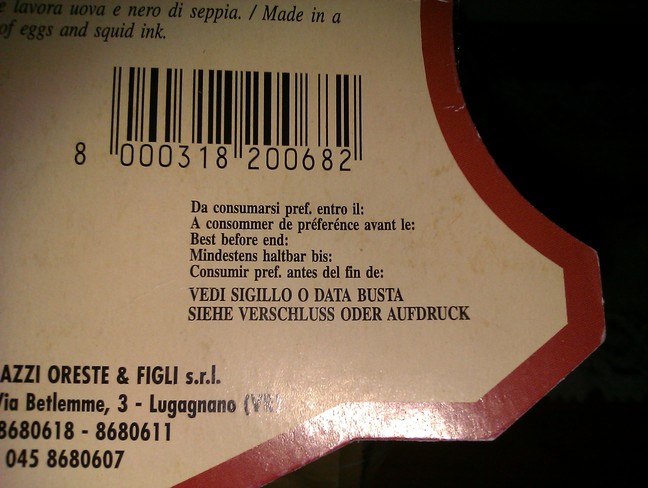 e lavora uova e nero di seppia. / Made in a
of eggs and squid ink.
8 000318 200682
Da consumarsi pref. entro il:
A consommer de préferénce avant le:
Best before end:
Mindestens haltbar bis:
Consumir pref. antes del fin de:
VEDI SIGILLO O DATA BUSTA
SIEHE VERSCHLUSS ODER AUFDRUCK
AZZI ORESTE & FIGLI s.r.l.
Via Betlemme, 3 - Lugagnano (VR)
8680618 - 8680611
045 8680607